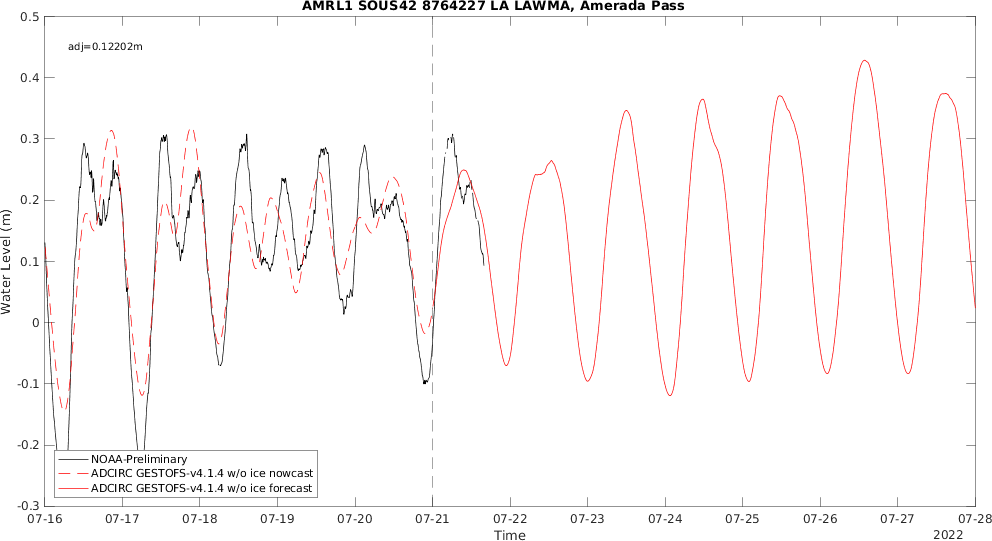 AMRL1 SOUS42 8764227 LA LAWMA, Amerada Pass
adj=0.12202m
0.5
0.4
0.3
0.2
0.1
0
-0.1
-0.2
-0.3
Water Level (m)
NOAA-Preliminary
ADCIRC GESTOFS-v4.1.4 w/o ice nowcast
ADCIRC GESTOFS-v4.1.4 w/o ice forecast
07-16 07-17 07-18 07-19 07-20 07-21 07-22 07-23 07-24 07-25 07-26 07-27 07-28
Time
2022